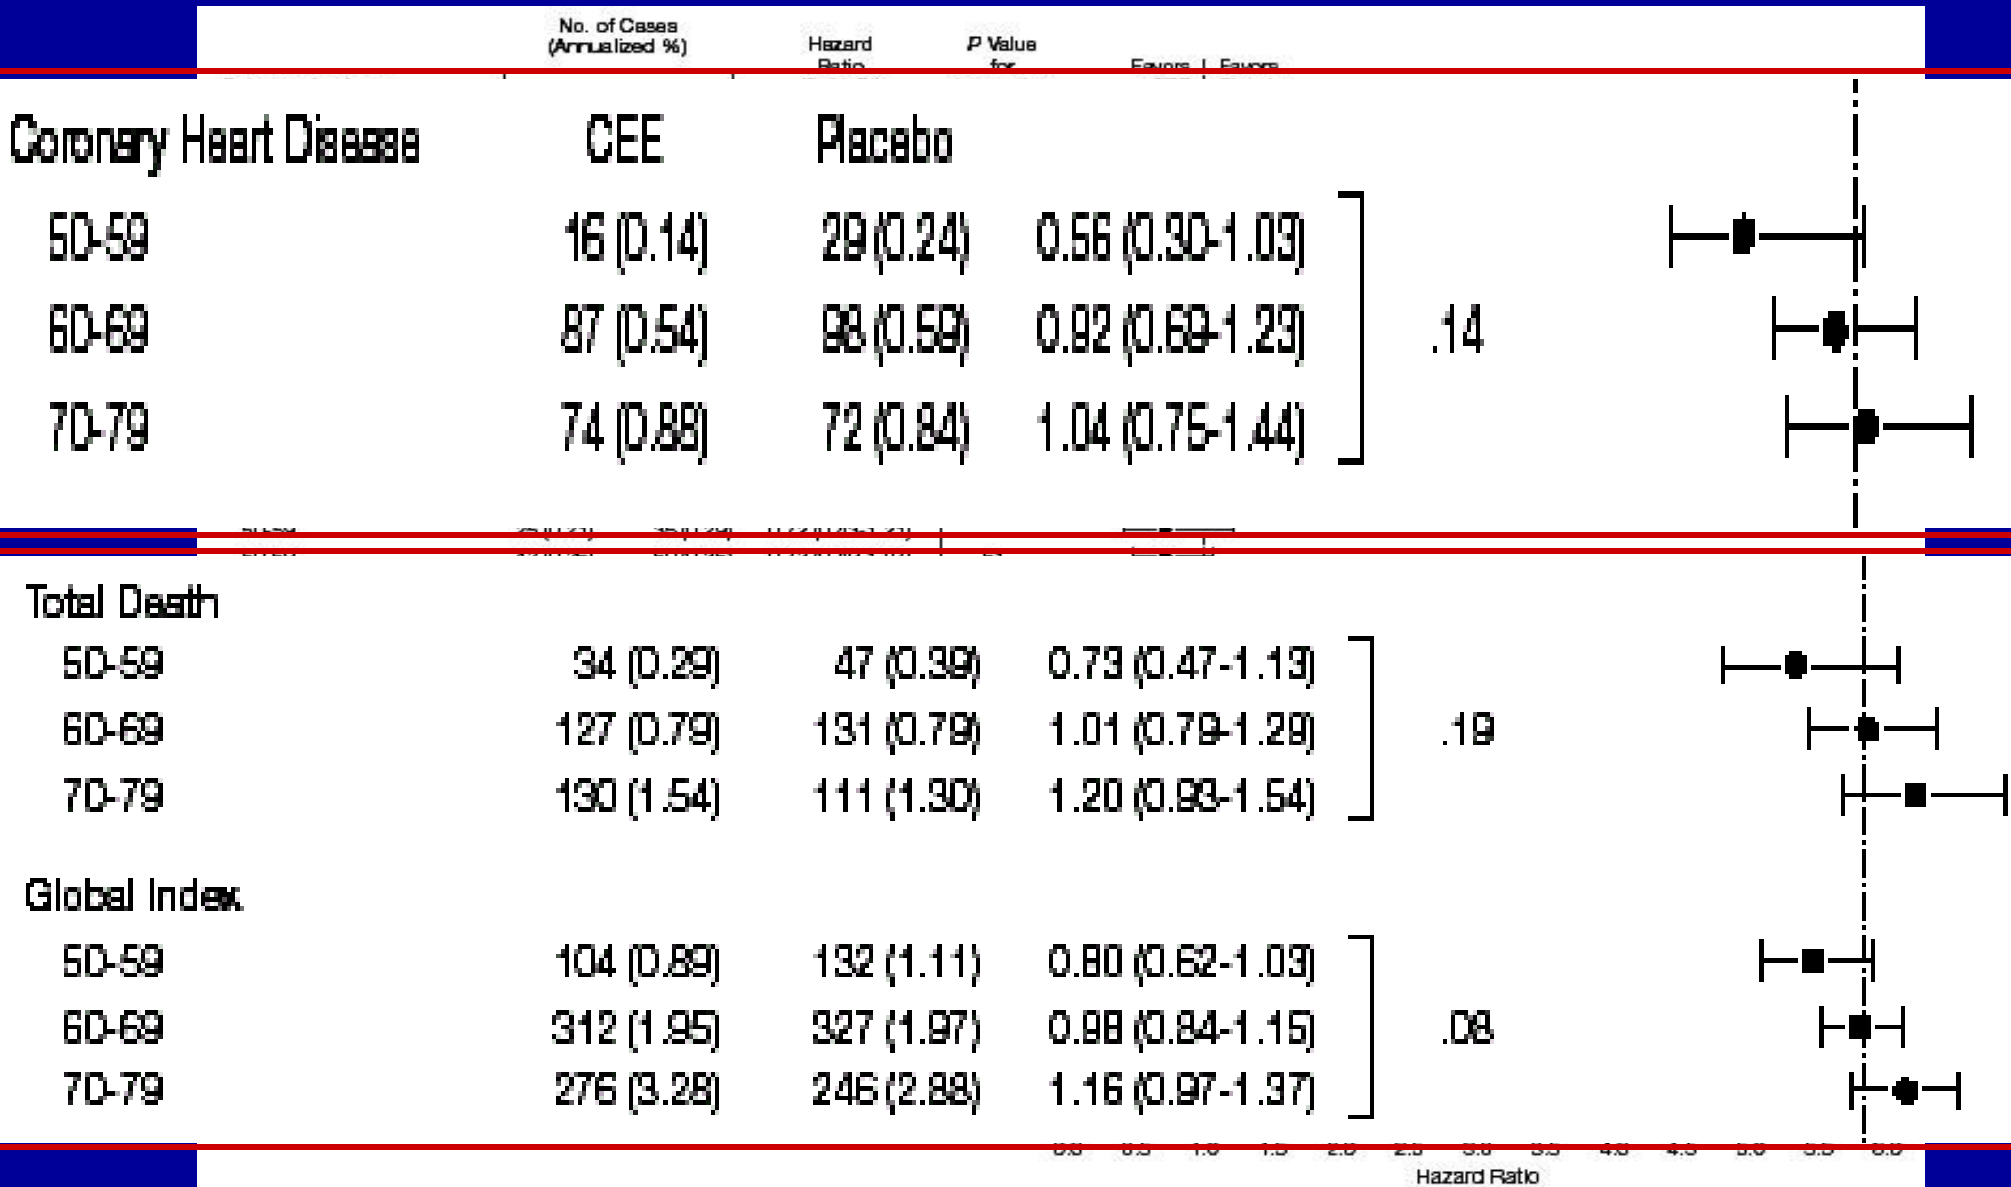 No. of Cases
(Annualized %) Hazard P Value
Ratio for Favors Favors
Coronary Heart Disease CEE Placebo
50-59 16 (0.14) 29 (0.24) 0.56 (0.30-1.03)
60-69 87 (0.54) 98 (0.59) 0.92 (0.69-1.23) .14
70-79 74 (0.88) 72 (0.84) 1.04 (0.75-1.44)
Total Death
50-59 34 (0.29) 47 (0.39) 0.73 (0.47-1.13)
60-69 127 (0.79) 131 (0.79) 1.01 (0.79-1.29) .19
70-79 130 (1.54) 111 (1.30) 1.20 (0.93-1.54)
Global Index
50-59 104 (0.89) 132 (1.11) 0.80 (0.62-1.03)
60-69 312 (1.95) 327 (1.97) 0.98 (0.84-1.15) .08
70-79 276 (3.28) 246 (2.88) 1.16 (0.97-1.37)
Hazard Ratio